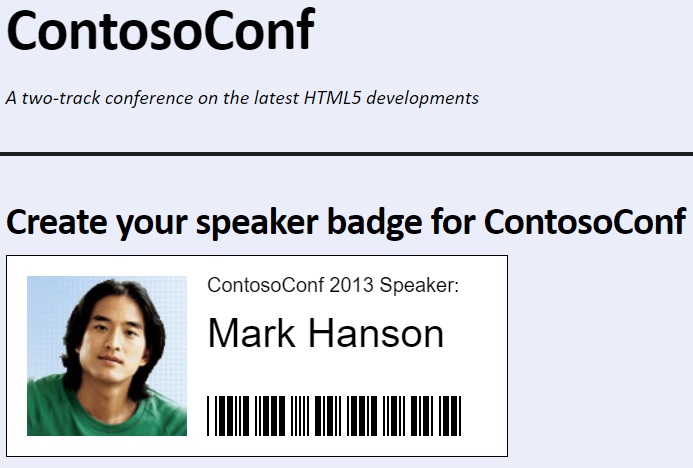 ContosoConf
A two-track conference on the latest HTML5 developments
Create your speaker badge for ContosoConf
ContosoConf 2013 Speaker:
Mark Hanson